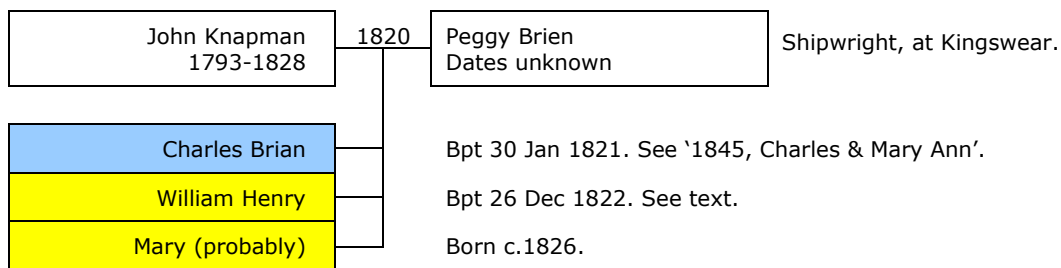 John Knapman
1793-1828
1820
Peggy Brien
Dates unknown
Shipwright, at Kingswear.
Charles Brian
Bpt 30 Jan 1821. See ‘1845, Charles & Mary Ann’.
William Henry
Bpt 26 Dec 1822. See text.
Mary (probably)
Born c.1826.